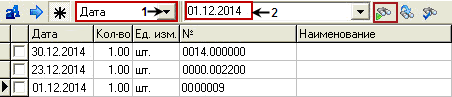 Дата 1 01.12.2014 2
Дата Кол-во Ед. изм. № Наименование
30.12.2014 1.00 шт. 0014.000000
23.12.2014 1.00 шт. 0000.002200
01.12.2014 1.00 шт. 0000009